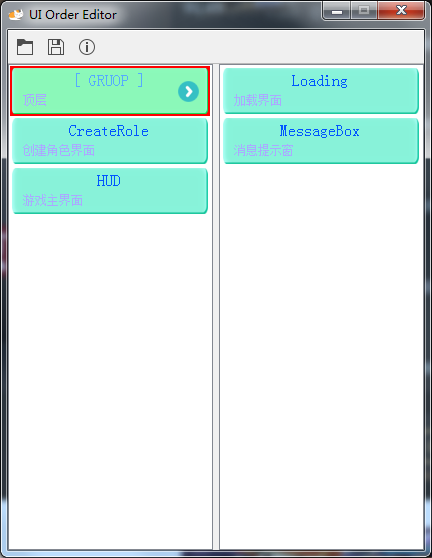 UI Order Editor
[ GRUOP ]
顶层
CreateRole
创建角色界面
HUD
游戏主界面
Loading
加载界面
MessageBox
消息提示窗